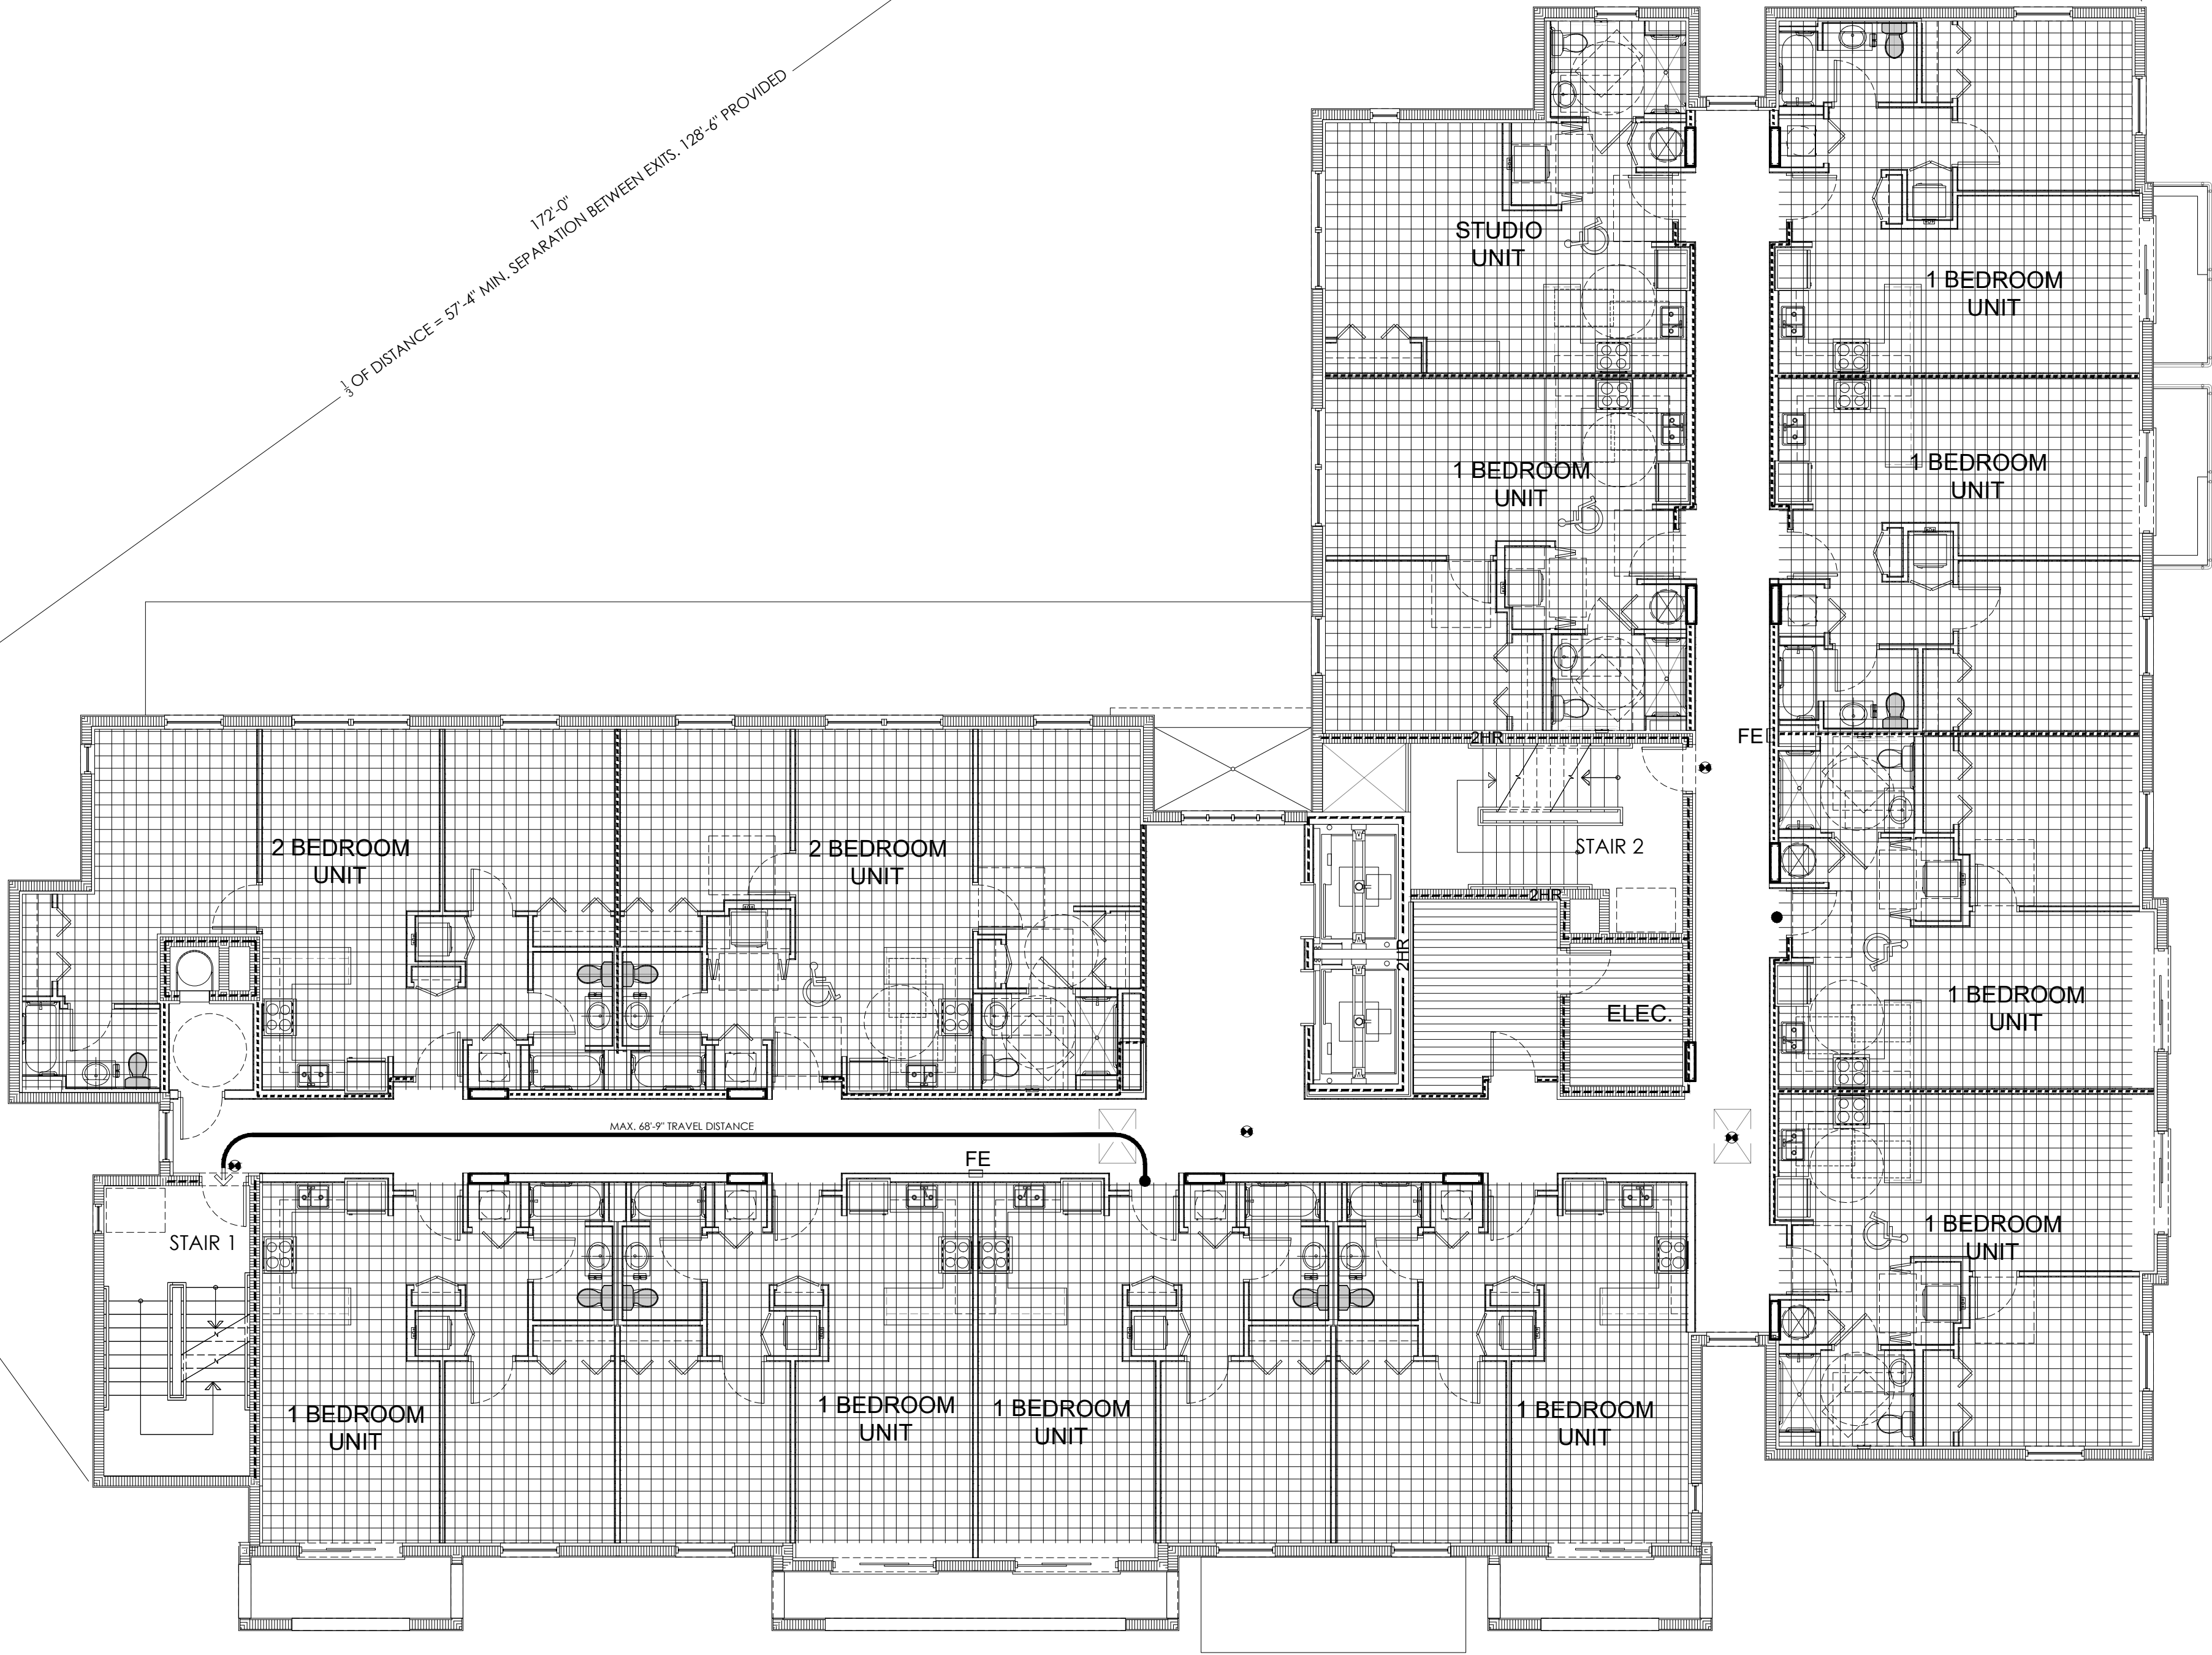 172'-0"
1/3 OF DISTANCE = 57'-4" MIN. SEPARATION BETWEEN EXITS. 128'-6" PROVIDED
STUDIO
UNIT
1 BEDROOM
UNIT
1 BEDROOM
UNIT
1 BEDROOM
UNIT
2HR
FE
STAIR 2
2HR
2HR
ELEC.
2 BEDROOM
UNIT
2 BEDROOM
UNIT
1 BEDROOM
UNIT
MAX. 68'-9" TRAVEL DISTANCE
FE
STAIR 1
1 BEDROOM
UNIT
1 BEDROOM
UNIT
1 BEDROOM
UNIT
1 BEDROOM
UNIT
1 BEDROOM
UNIT